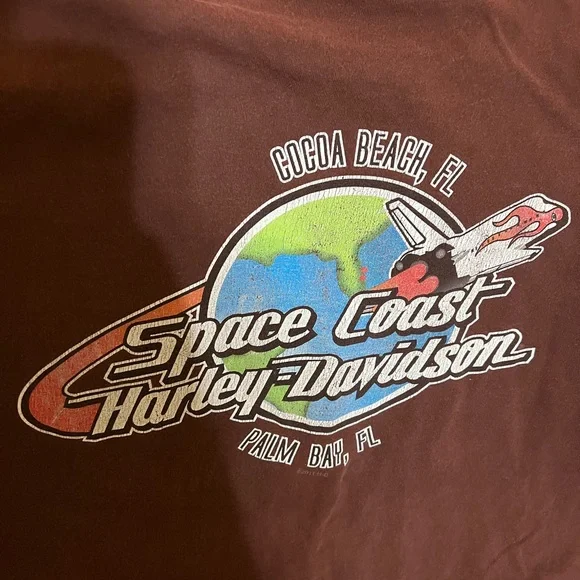 COCOA BEACH, FL
Space Coast
Harley-Davidson
PALM BAY, FL